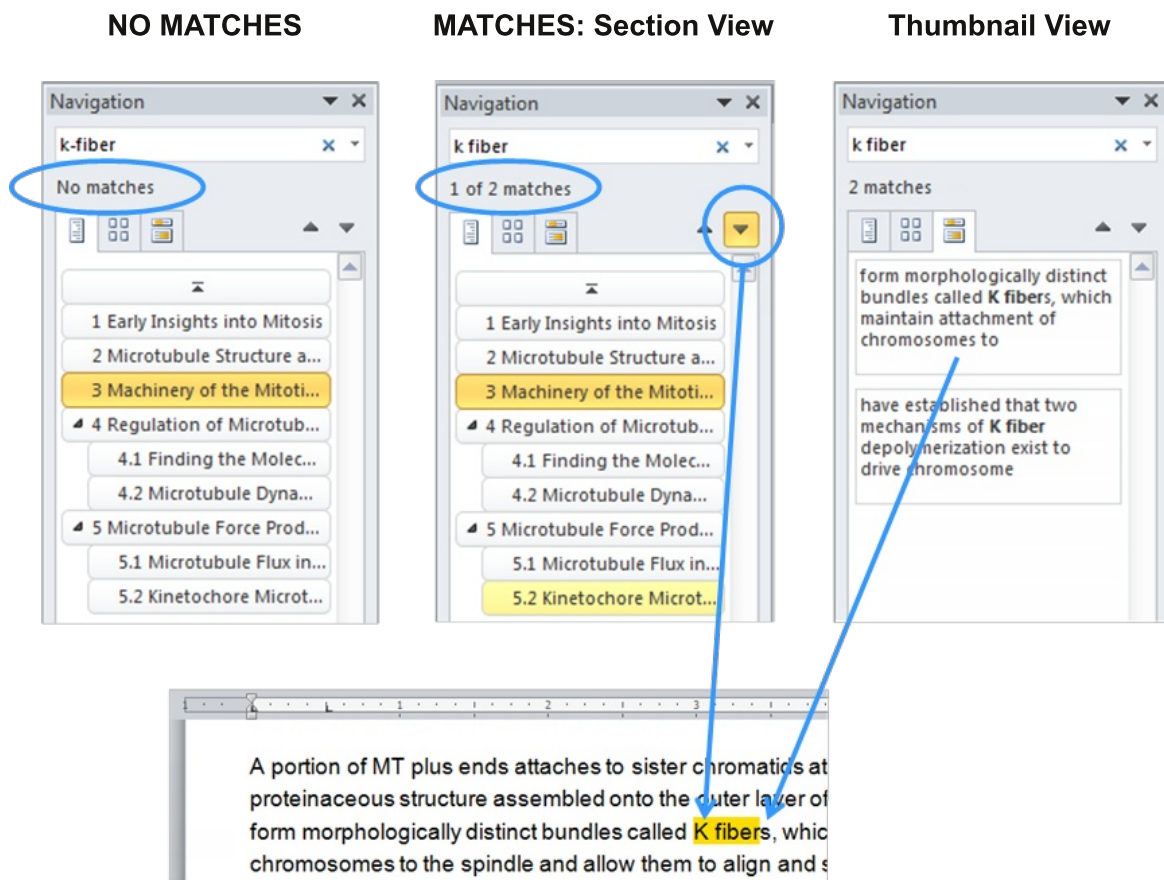 NO MATCHES
MATCHES: Section View
Thumbnail View
Navigation
k-fiber
No matches
1 Early Insights into Mitosis
2 Microtubule Structure a...
3 Machinery of the Mitoti...
4 Regulation of Microtub...
4.1 Finding the Molec...
4.2 Microtubule Dyna...
5 Microtubule Force Prod...
5.1 Microtubule Flux in...
5.2 Kinetochore Microt...
Navigation
k fiber
1 of 2 matches
1 Early Insights into Mitosis
2 Microtubule Structure a...
3 Machinery of the Mitoti...
4 Regulation of Microtub...
4.1 Finding the Molec...
4.2 Microtubule Dyna...
5 Microtubule Force Prod...
5.1 Microtubule Flux in...
5.2 Kinetochore Microt...
Navigation
k fiber
2 matches
form morphologically distinct
bundles called K fibers, which
maintain attachment of
chromosomes to
have established that two
mechanisms of K fiber
depolymerization exist to
drive chromosome
1 1 2 3
A portion of MT plus ends attaches to sister chromatids at
proteinaceous structure assembled onto the outer layer of
form morphologically distinct bundles called K fibers, whic
chromosomes to the spindle and allow them to align and s